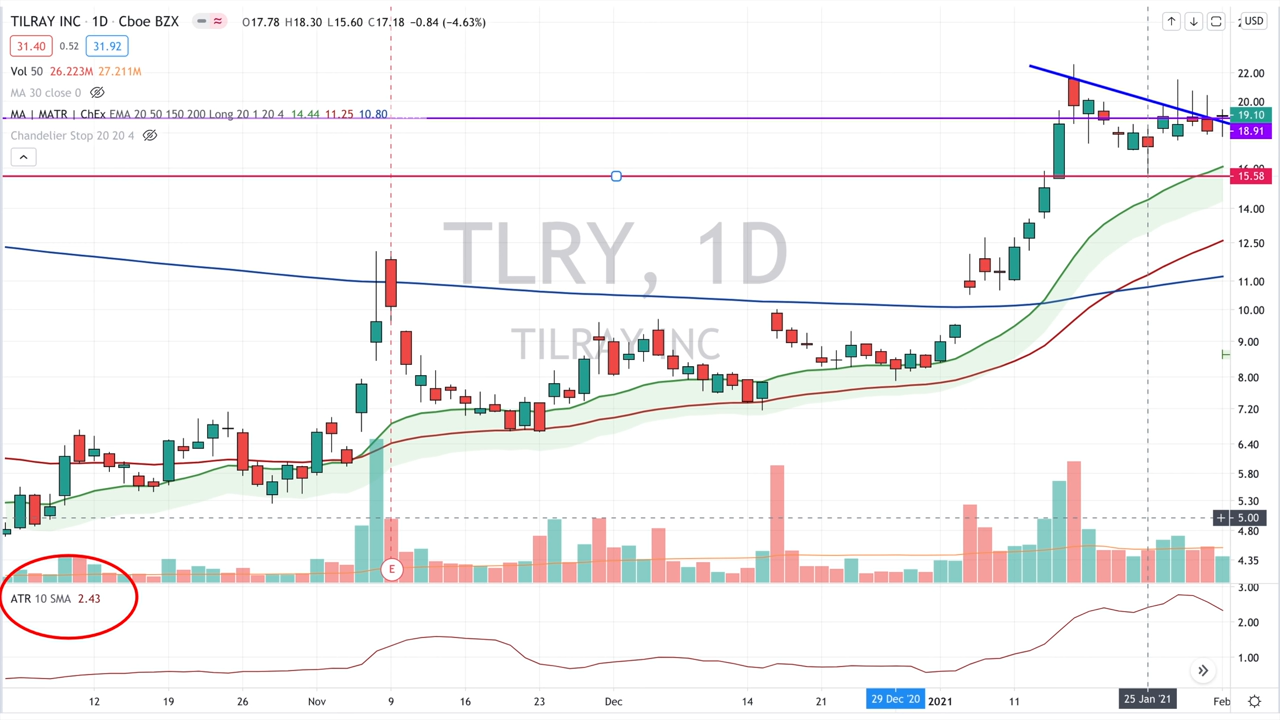 TILRAY INC · 1D · Cboe BZX O17.78 H18.30 L15.60 C17.18 −0.84 (−4.63%)
31.40 0.52 31.92
Vol 50 26.223M 27.211M
MA 30 close 0
MA | MATR | ChEx EMA 20 50 150 200 Long 20 1 20 4 14.44 11.25 10.80
Chandelier Stop 20 20 4
USD
22.00
20.00
19.10
18.91
16.00
15.58
14.00
12.50
11.00
10.00
9.00
8.00
7.20
6.40
5.80
5.30
5.00
4.80
4.35
TLRY, 1D
TILRAY INC
E
ATR 10 SMA 2.43
3.00
2.00
1.00
12 19 26 Nov 9 16 23 Dec 14 21 29 Dec '20 2021 11 25 Jan '21 Feb